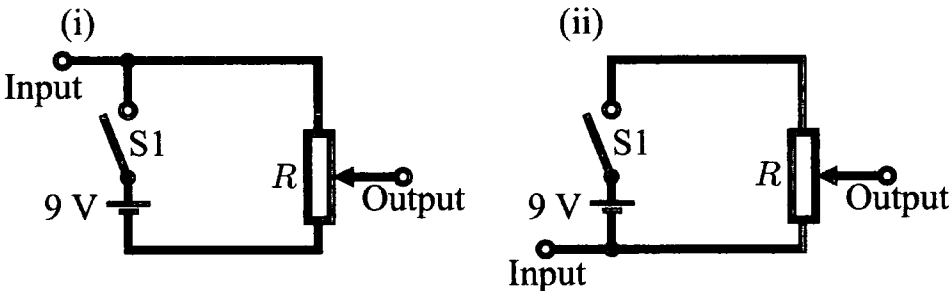 (i)
Input
S1
R
9 V
Output
(ii)
S1
R
9 V
Output
Input